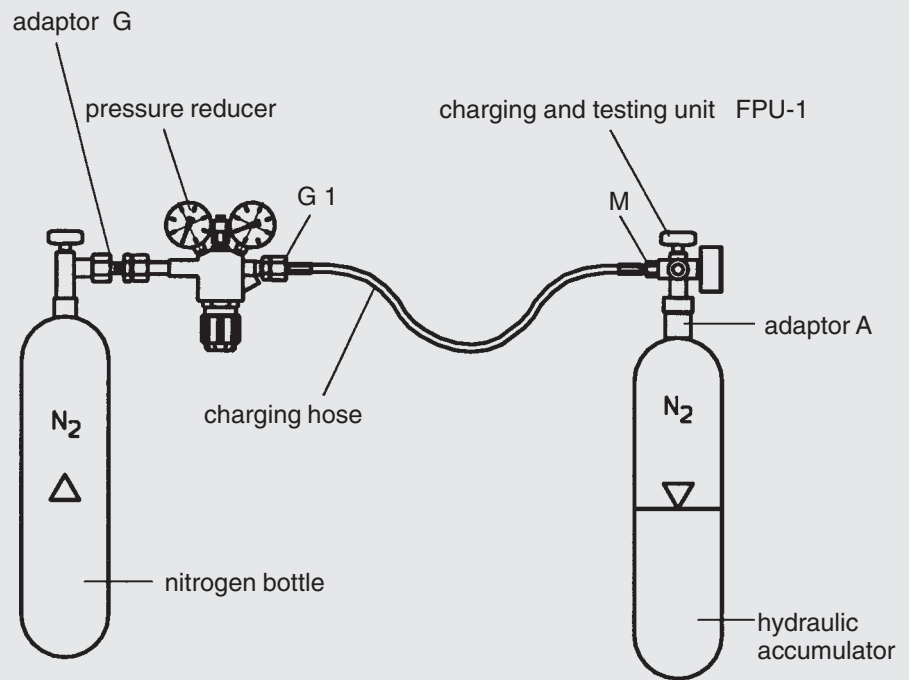 adaptor G
pressure reducer
charging and testing unit FPU-1
G 1
M
adaptor A
charging hose
N2
N2
nitrogen bottle
hydraulic
accumulator